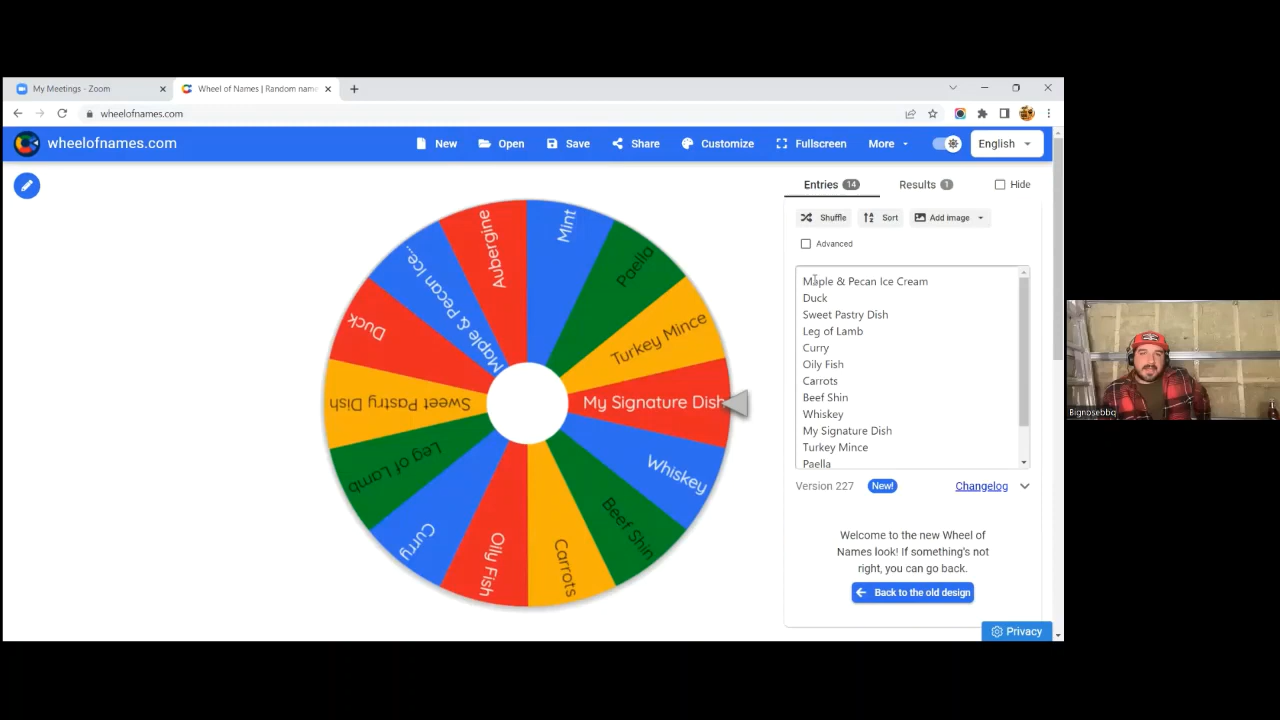 My Meetings - Zoom
Wheel of Names | Random name
wheelofnames.com
wheelofnames.com
New
Open
Save
Share
Customize
Fullscreen
More
English
Entries 14
Results 1
Hide
Shuffle
Sort
Add image
Advanced
Maple & Pecan Ice Cream
Duck
Sweet Pastry Dish
Leg of Lamb
Curry
Oily Fish
Carrots
Beef Shin
Whiskey
My Signature Dish
Turkey Mince
Paella
Version 227 New! Changelog
Welcome to the new Wheel of
Names look! If something's not
right, you can go back.
Back to the old design
Privacy
Mint
Paella
Turkey Mince
My Signature Dish
Whiskey
Beef Shin
Carrots
Oily Fish
Curry
Leg of Lamb
Sweet Pastry Dish
Duck
Maple & Pecan Ice...
Aubergine
Bignosebbq